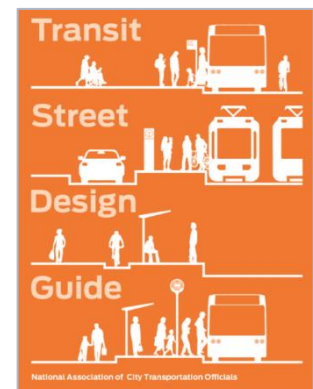 Transit
Street
Design
Guide
National Association of City Transportation Officials